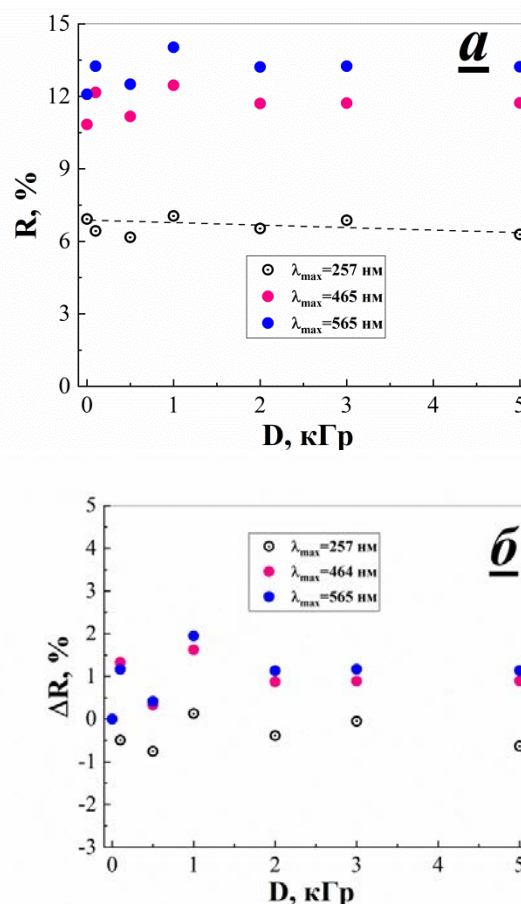 15
a
12
9
R, %
6
λmax=257 нм
λmax=465 нм
3
λmax=565 нм
0
0 1 2 3 4 5
D, кГр
5
б
4
λmax=257 нм
λmax=464 нм
3
λmax=565 нм
2
ΔR, %
1
0
-1
-2
-3
0 1 2 3 4 5
D, кГр